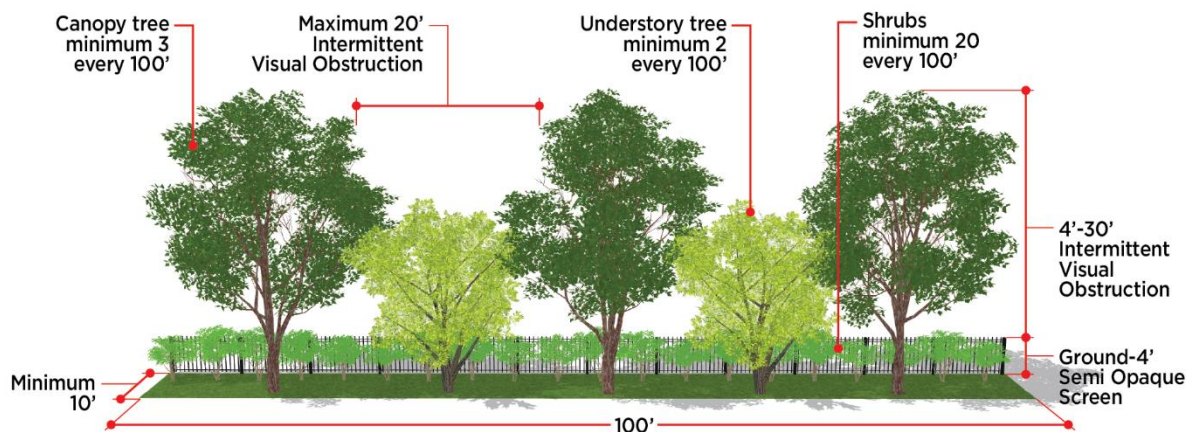 Canopy tree
minimum 3
every 100’
Maximum 20’
Intermittent
Visual Obstruction
Understory tree
minimum 2
every 100’
Shrubs
minimum 20
every 100’
4’-30’
Intermittent
Visual
Obstruction
Ground-4’
Semi Opaque
Screen
Minimum
10’
100’